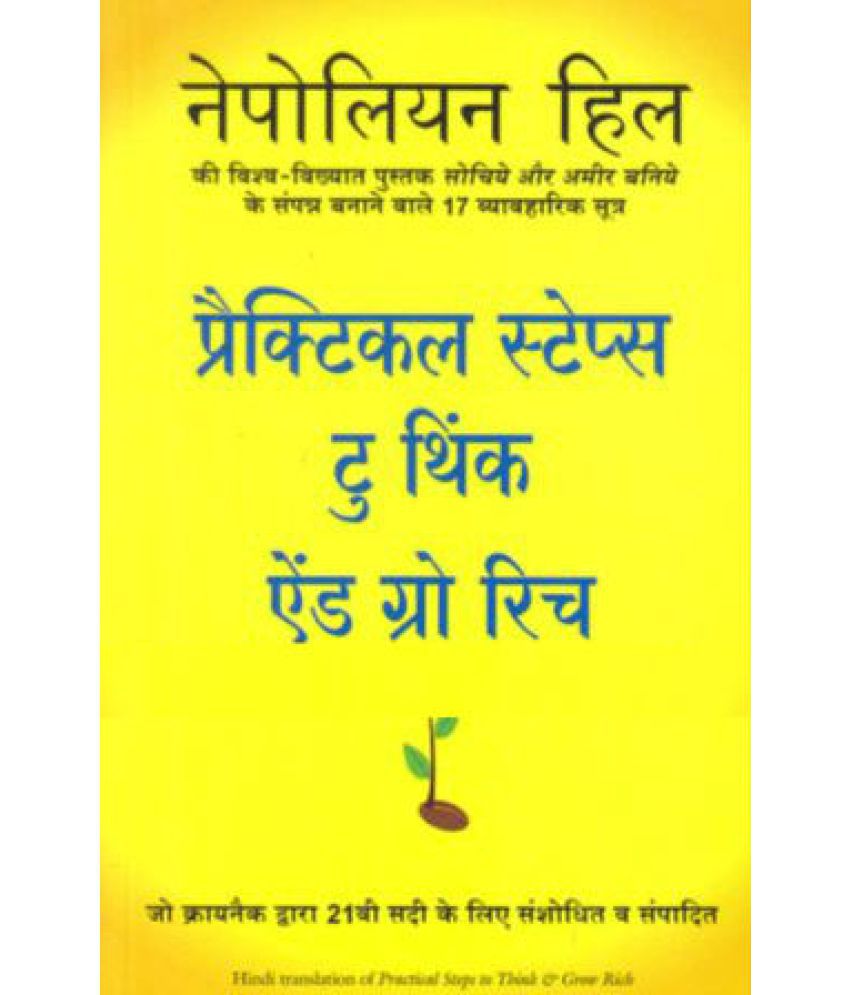 नेपोलियन हिल
की विश्व-विख्यात पुस्तक सोचिये और अमीर बनिये
के संपन्न बनाने वाले 17 व्यावहारिक सूत्र
प्रैक्टिकल स्टेप्स
टु थिंक
ऐंड ग्रो रिच
जो क्रायनैक द्वारा 21वी सदी के लिए संशोधित व संपादित
Hindi translation of Practical Steps to Think & Grow Rich